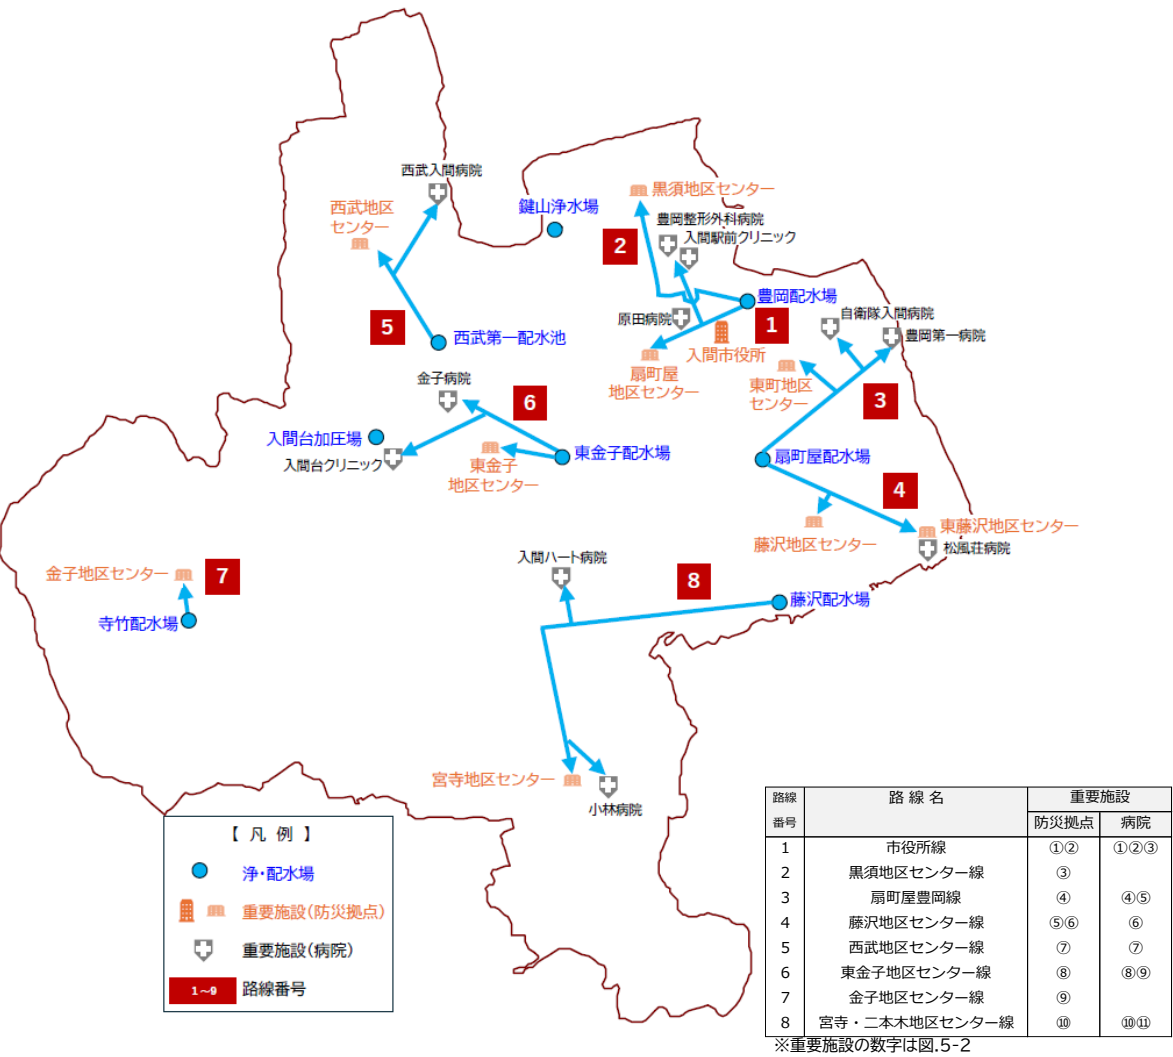 西武入間病院
西武地区
センター
鍵山浄水場
黒須地区センター
豊岡整形外科病院
入間駅前クリニック
2
豊岡配水場
原田病院
1
自衛隊入間病院
豊岡第一病院
入間市役所
扇町屋
地区センター
東町地区
センター
3
5
西武第一配水池
金子病院
6
入間台加圧場
入間台クリニック
東金子配水場
東金子
地区センター
扇町屋配水場
4
東藤沢地区センター
藤沢地区センター
松風荘病院
入間ハート病院
金子地区センター
7
8
寺竹配水場
藤沢配水場
宮寺地区センター
小林病院
【 凡 例 】
浄・配水場
重要施設(防災拠点)
重要施設(病院)
1~9 路線番号
路線 路 線 名 重要施設
番号 防災拠点 病院
1 市役所線 ①② ①②③
2 黒須地区センター線 ③
3 扇町屋豊岡線 ④ ④⑤
4 藤沢地区センター線 ⑤⑥ ⑥
5 西武地区センター線 ⑦ ⑦
6 東金子地区センター線 ⑧ ⑧⑨
7 金子地区センター線 ⑨
8 宮寺・二本木地区センター線 ⑩ ⑩⑪
※重要施設の数字は図.5-2